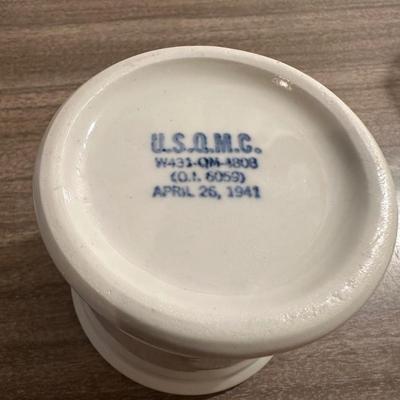 U.S.Q.M.C.
W431-QM-4808
(O.I. 6059)
APRIL 26, 1941